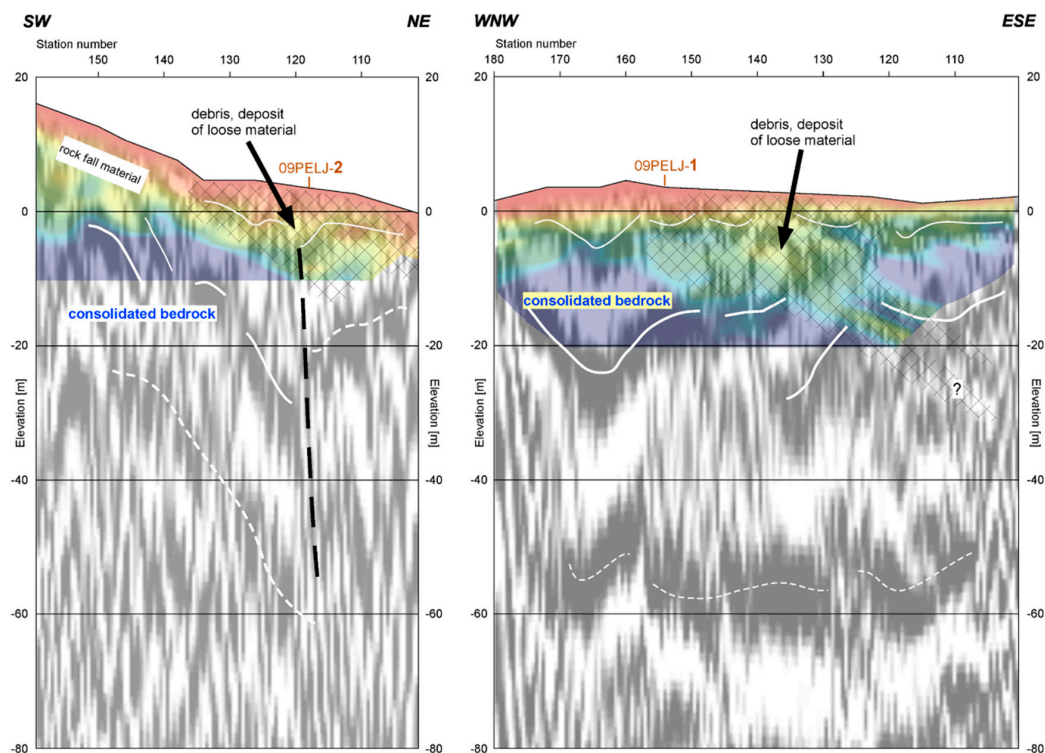 SW
NE
Station number
150
140
130
120
110
20
0
-20
-40
-60
-80
20
0
-20
-40
-60
-80
Elevation [m]
Elevation [m]
debris, deposit
of loose material
09PELJ-2
rock fall material
consolidated bedrock
WNW
ESE
Station number
180
170
160
150
140
130
120
110
20
0
-20
-40
-60
-80
20
0
-20
-40
-60
-80
Elevation [m]
Elevation [m]
debris, deposit
of loose material
09PELJ-1
consolidated bedrock
?